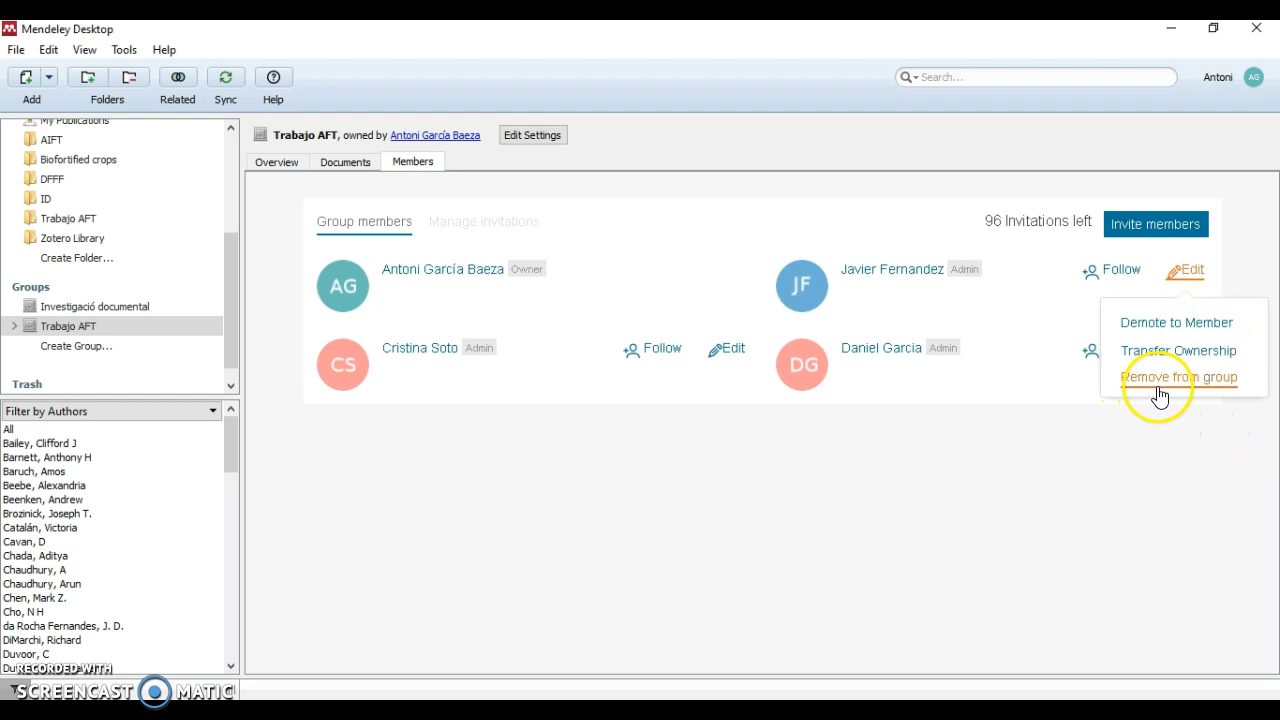 Mendeley Desktop
File Edit View Tools Help
Search...
Antoni AG
Add Folders Related Sync Help
My Publications
AIFT
Biofortified crops
DFFF
ID
Trabajo AFT
Zotero Library
Create Folder...
Groups
Investigació documental
Trabajo AFT
Create Group...
Trash
Filter by Authors
All
Bailey, Clifford J
Barnett, Anthony H
Baruch, Amos
Beebe, Alexandria
Beenken, Andrew
Brozinick, Joseph T.
Catalán, Victoria
Cavan, D
Chada, Aditya
Chaudhury, A
Chaudhury, Arun
Chen, Mark Z.
Cho, N H
da Rocha Fernandes, J. D.
DiMarchi, Richard
Duvoor, C
Trabajo AFT, owned by Antoni García Baeza Edit Settings
Overview Documents Members
Group members Manage invitations 96 Invitations left Invite members
AG Antoni García Baeza Owner
JF Javier Fernandez Admin Follow Edit
CS Cristina Soto Admin Follow Edit
DG Daniel Garcia Admin
Demote to Member
Transfer Ownership
Remove from group
RECORDED WITH
SCREENCAST MATIC